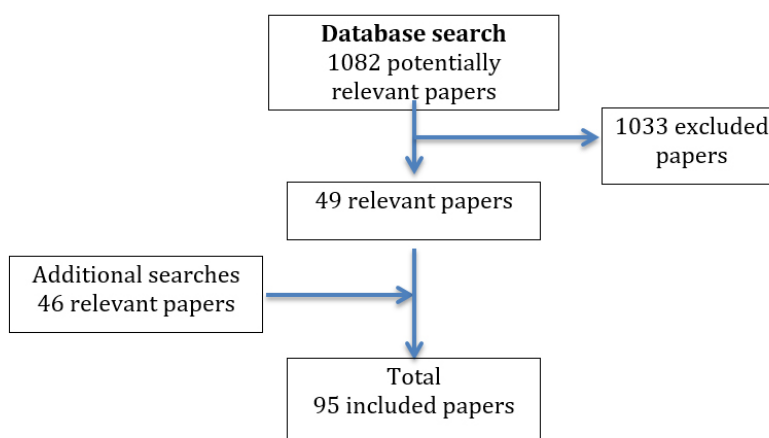 Database search
1082 potentially
relevant papers
1033 excluded
papers
49 relevant papers
Additional searches
46 relevant papers
Total
95 included papers